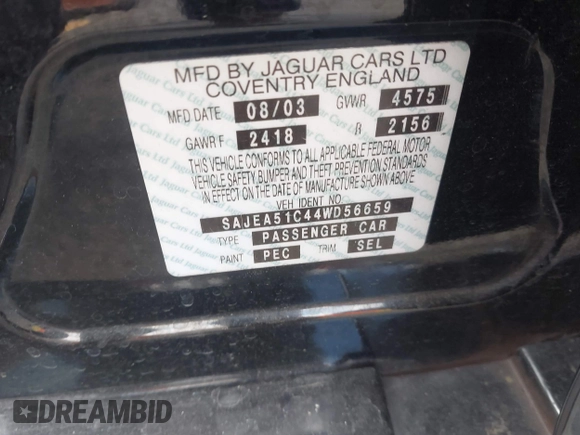 MFD BY JAGUAR CARS LTD
COVENTRY ENGLAND
MFD DATE 08/03 GVWR 4575
GAWR F 2418 R 2156
THIS VEHICLE CONFORMS TO ALL APPLICABLE FEDERAL MOTOR
VEHICLE SAFETY,BUMPER AND THEFT PREVENTION STANDARDS
IN EFFECT ON THE DATE OF MANUFACTURE SHOWN ABOVE
VEH IDENT NO
SAJEA51C44WD56659
TYPE PASSENGER CAR
PAINT PEC TRIM SEL
DREAMBID